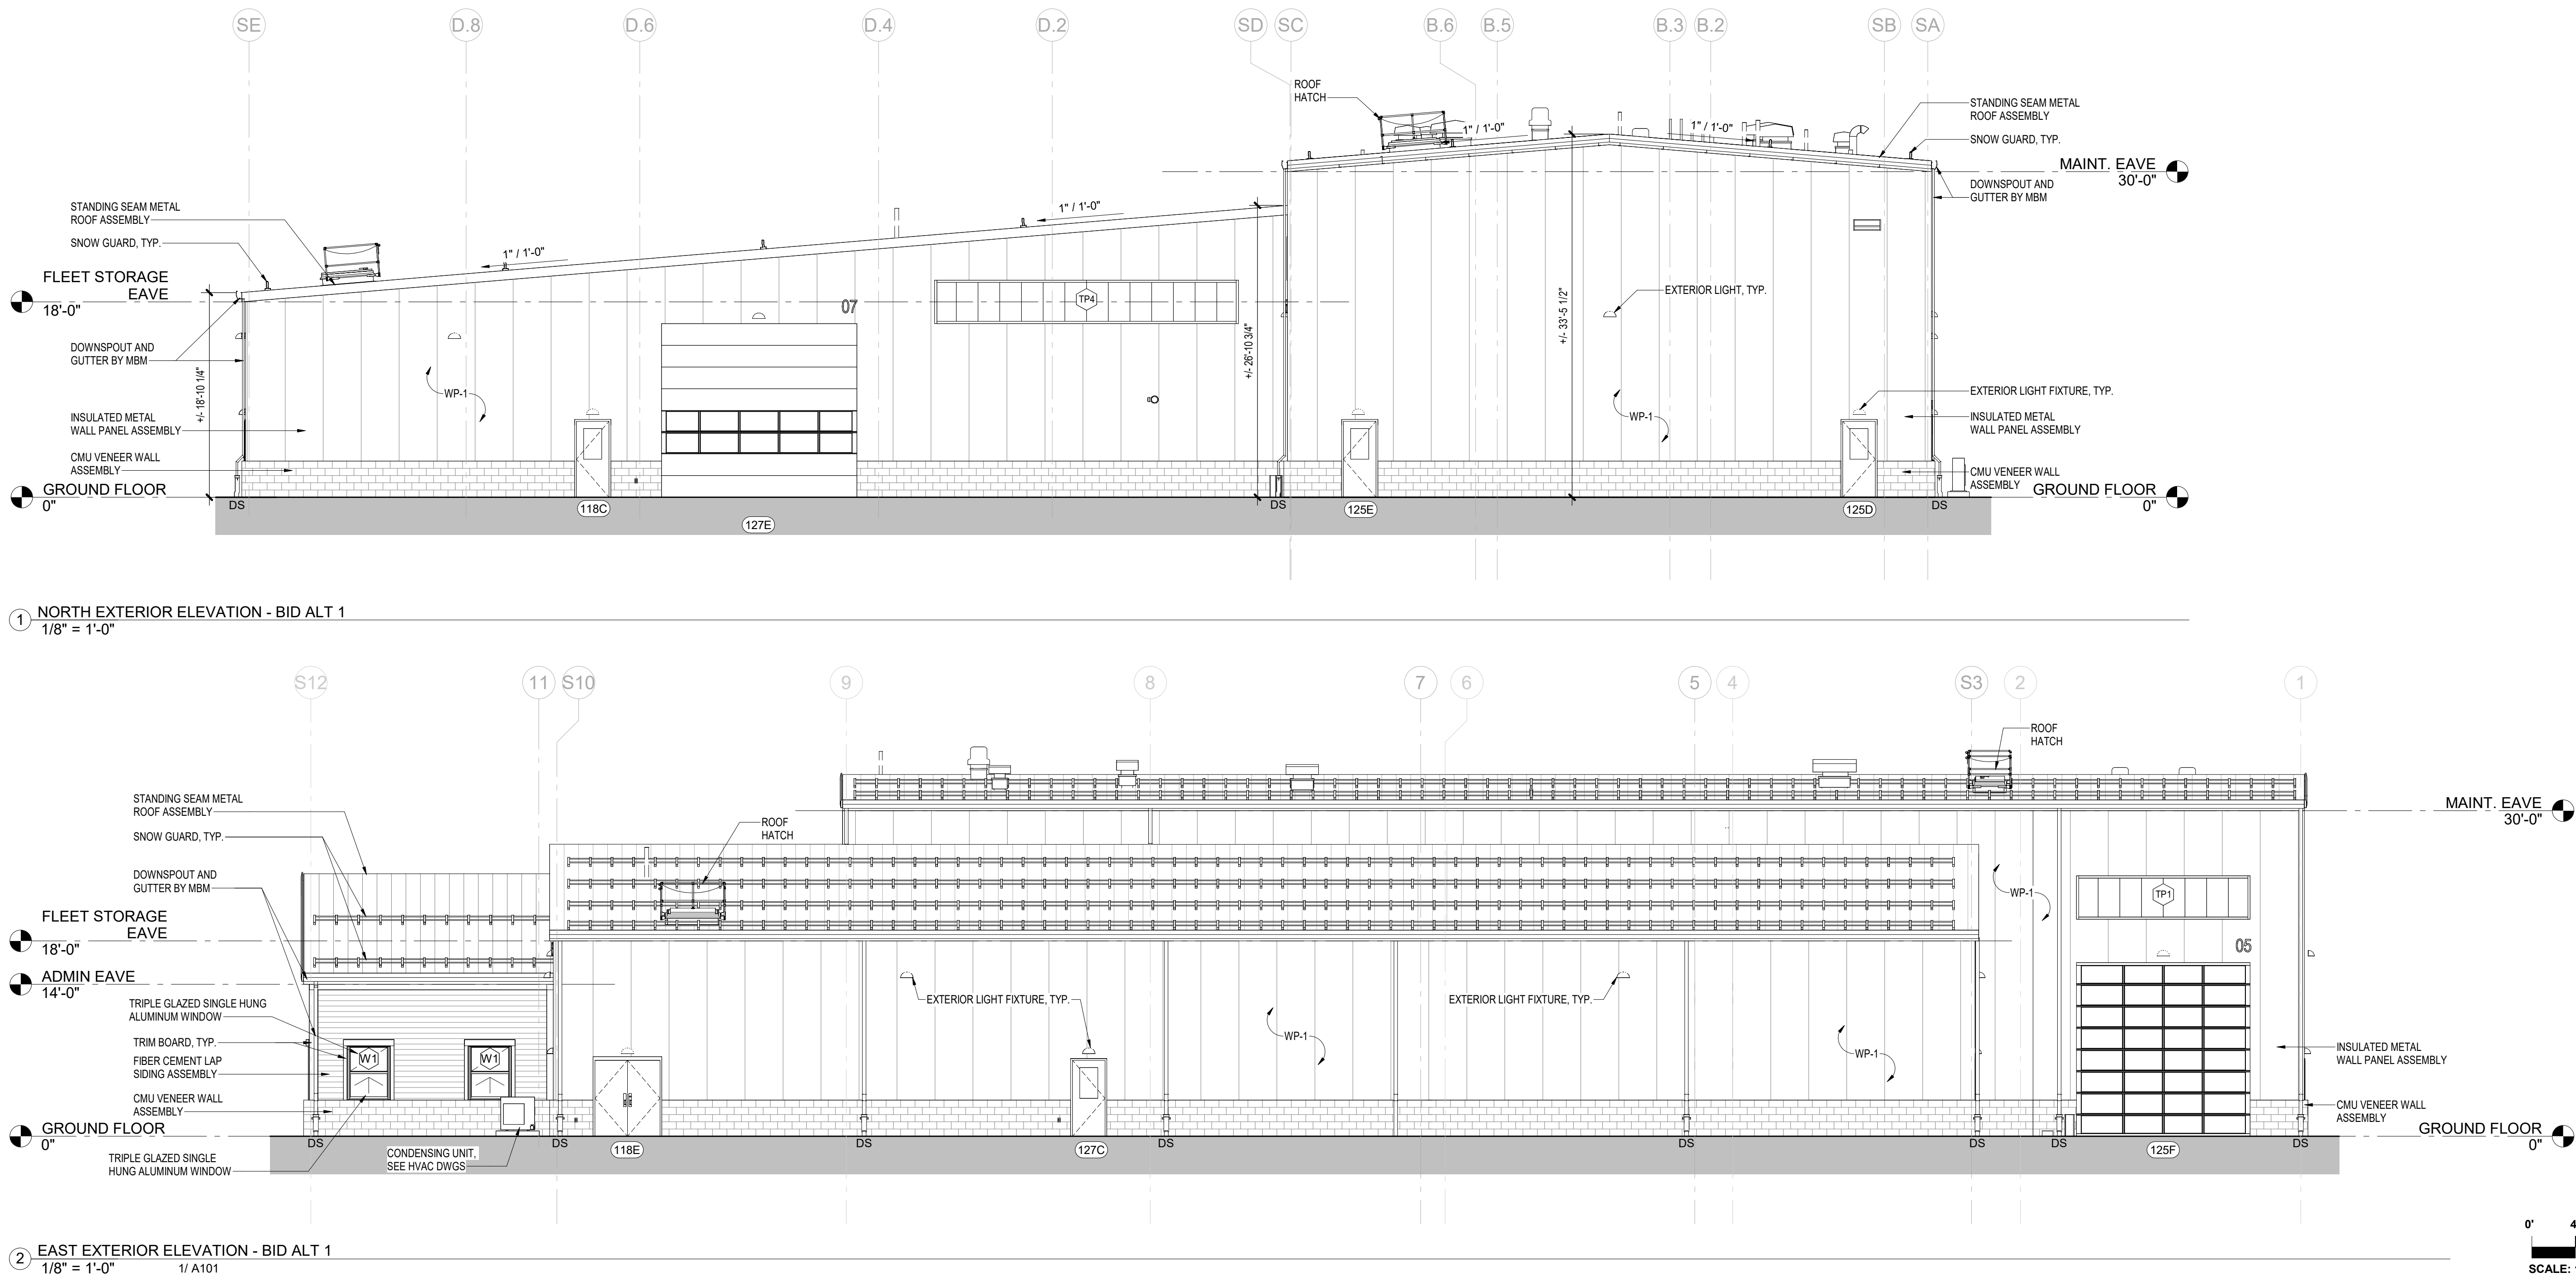 SE
D.8
D.6
D.4
D.2
SD
SC
B.6
B.5
B.3
B.2
SB
SA
ROOF
HATCH
1" / 1'-0"
1" / 1'-0"
STANDING SEAM METAL
ROOF ASSEMBLY
SNOW GUARD, TYP.
MAINT. EAVE
30'-0"
DOWNSPOUT AND
GUTTER BY MBM
STANDING SEAM METAL
ROOF ASSEMBLY
SNOW GUARD, TYP.
1" / 1'-0"
1" / 1'-0"
FLEET STORAGE
EAVE
18'-0"
07
TP4
EXTERIOR LIGHT, TYP.
DOWNSPOUT AND
GUTTER BY MBM
+/- 18'-10 1/4"
+/- 26'-10 3/4"
+/- 33'-5 1/2"
WP-1
WP-1
EXTERIOR LIGHT FIXTURE, TYP.
INSULATED METAL
WALL PANEL ASSEMBLY
INSULATED METAL
WALL PANEL ASSEMBLY
CMU VENEER WALL
ASSEMBLY
CMU VENEER WALL
ASSEMBLY
GROUND FLOOR
0"
GROUND FLOOR
0"
DS
118C
127E
DS
125E
125D
DS
1
NORTH EXTERIOR ELEVATION - BID ALT 1
1/8" = 1'-0"
S12
11
S10
9
8
7
6
5
4
S3
2
1
ROOF
HATCH
STANDING SEAM METAL
ROOF ASSEMBLY
SNOW GUARD, TYP.
DOWNSPOUT AND
GUTTER BY MBM
ROOF
HATCH
MAINT. EAVE
30'-0"
FLEET STORAGE
EAVE
18'-0"
ADMIN EAVE
14'-0"
WP-1
TP1
05
TRIPLE GLAZED SINGLE HUNG
ALUMINUM WINDOW
TRIM BOARD, TYP.
FIBER CEMENT LAP
SIDING ASSEMBLY
CMU VENEER WALL
ASSEMBLY
W1
W1
EXTERIOR LIGHT FIXTURE, TYP.
EXTERIOR LIGHT FIXTURE, TYP.
WP-1
WP-1
INSULATED METAL
WALL PANEL ASSEMBLY
CMU VENEER WALL
ASSEMBLY
GROUND FLOOR
0"
GROUND FLOOR
0"
TRIPLE GLAZED SINGLE
HUNG ALUMINUM WINDOW
CONDENSING UNIT,
SEE HVAC DWGS
DS
DS
118E
DS
127C
DS
DS
DS
DS
125F
DS
2
EAST EXTERIOR ELEVATION - BID ALT 1
1/8" = 1'-0"
1/ A101
0'
4
SCALE: